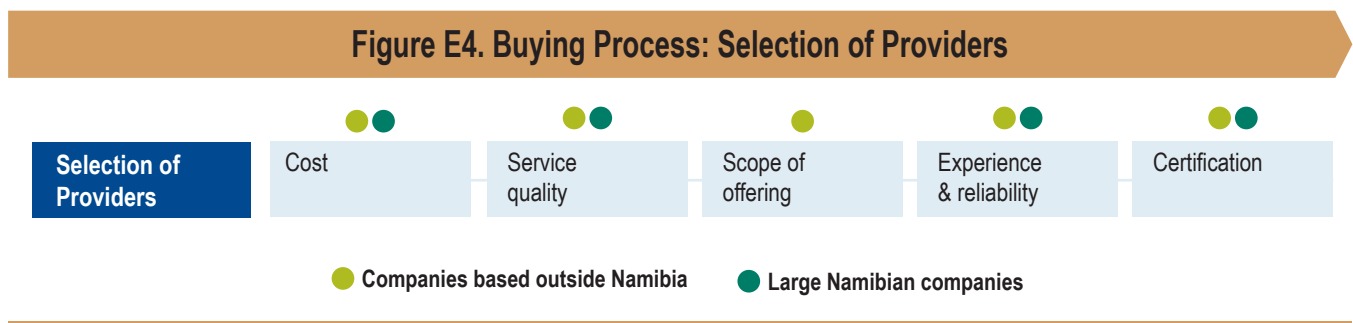 Figure E4. Buying Process: Selection of Providers
Selection of
Providers
Cost
Service
quality
Scope of
offering
Experience
& reliability
Certification
Companies based outside Namibia
Large Namibian companies